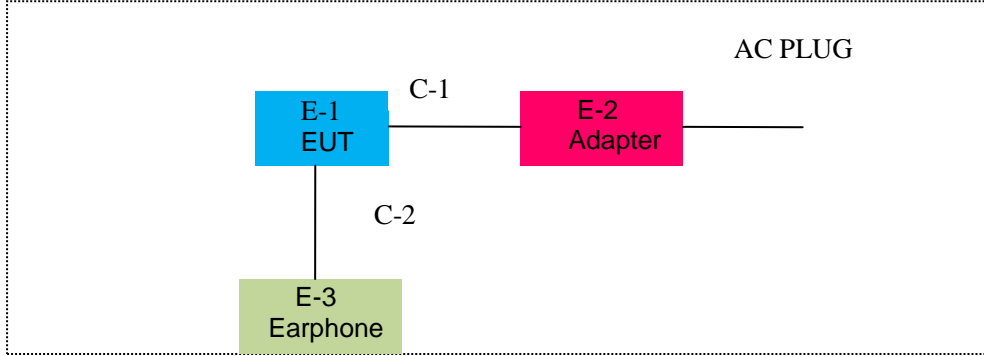 AC PLUG
C-1
E-1
EUT
E-2
Adapter
C-2
E-3
Earphone